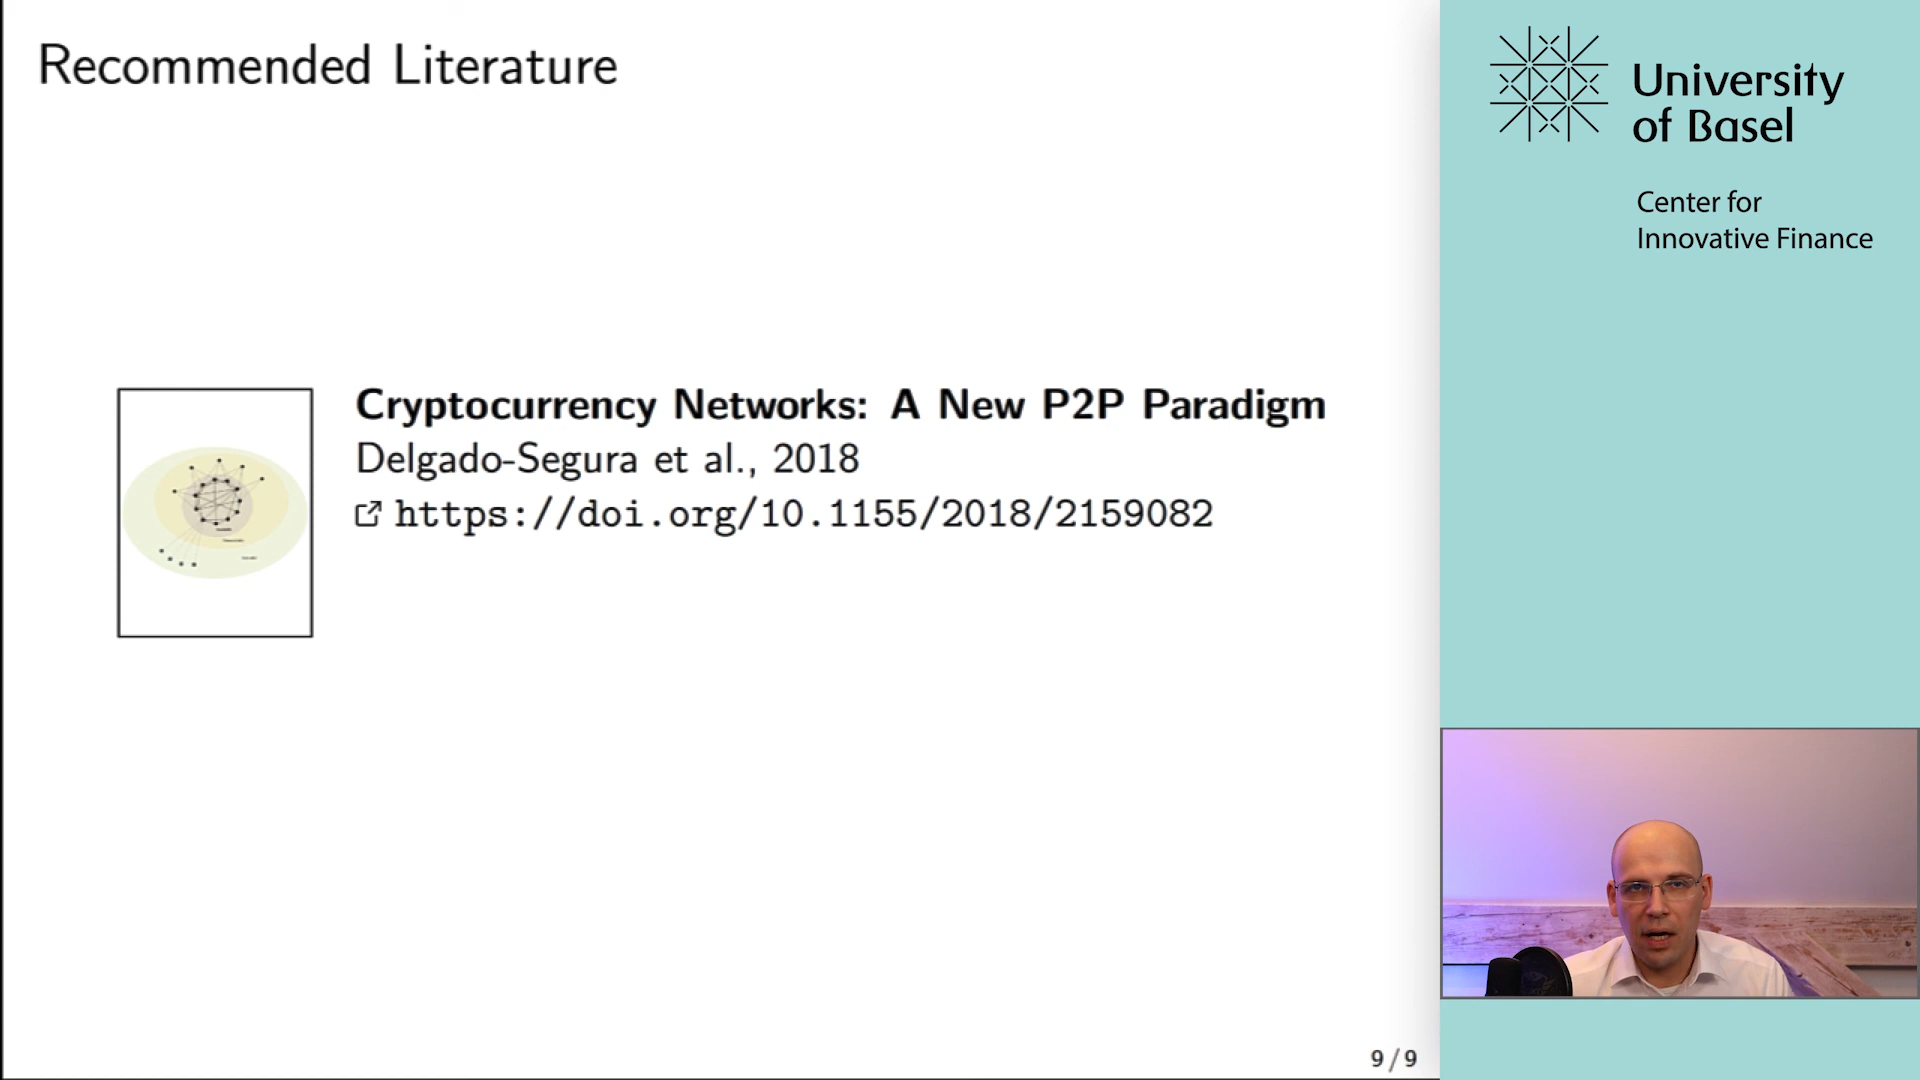 Recommended Literature
Cryptocurrency Networks: A New P2P Paradigm
Delgado-Segura et al., 2018
https://doi.org/10.1155/2018/2159082
9/9
University
of Basel
Center for
Innovative Finance